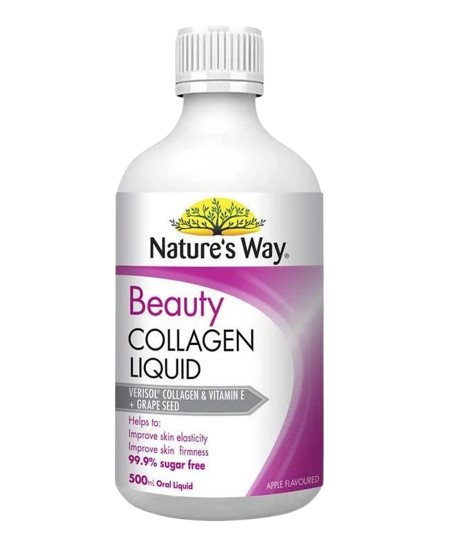 Nature's Way®
Beauty
COLLAGEN
LIQUID
VERISOL® COLLAGEN & VITAMIN E
+ GRAPE SEED
Helps to:
Improve skin elasticity
Improve skin firmness
99.9% sugar free
500mL Oral Liquid
APPLE FLAVOURED